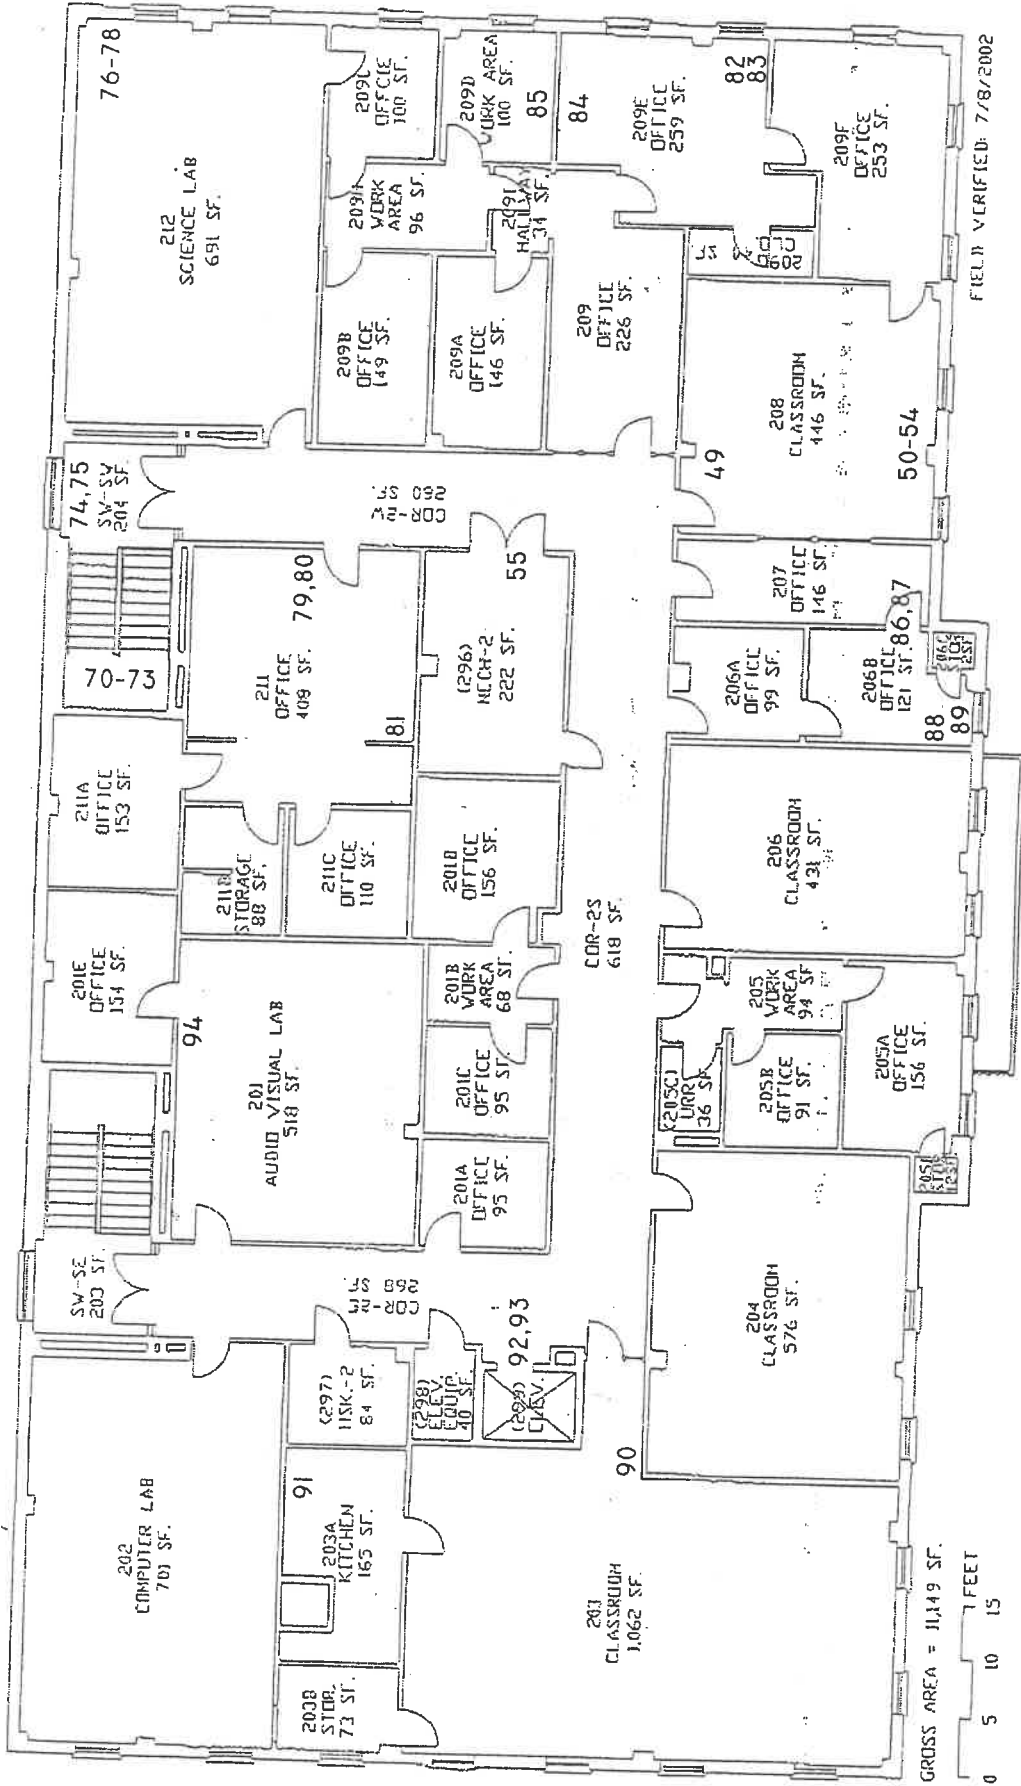 76-78
212
SCIENCE LAB
691 SF.
209C
OFFICE
100 SF.
209D
WORK AREA
100 SF.
85
84
82
83
209E
OFFICE
259 SF.
209F
OFFICE
253 SF.
FIELD VERIFIED: 7/8/2002
209H
WORK
AREA
96 SF.
HALLWAY
209B
OFFICE
149 SF.
209A
OFFICE
146 SF.
209
OFFICE
226 SF.
74,75
SW-SW
204 SF.
COR-2W
260 SF.
49
208
CLASSROOM
446 SF.
50-54
70-73
211
OFFICE
409 SF.
79,80
81
(296)
MECH-2
222 SF.
55
207
OFFICE
146 SF.
86,87
206A
OFFICE
99 SF.
206B
OFFICE
121 SF.
88
89
211A
OFFICE
153 SF.
STORAGE
88 SF.
211C
OFFICE
110 SF.
OFFICE
156 SF.
COR-2S
618 SF.
206
CLASSROOM
431 SF.
201E
OFFICE
154 SF.
94
201
AUDIO VISUAL LAB
518 SF.
201B
WORK
AREA
68 SF.
201C
OFFICE
95 SF.
201A
OFFICE
95 SF.
(205C)
URR
36 SF.
205
WORK
AREA
94 SF
205B
OFFICE
91 SF.
205A
OFFICE
156 SF.
SW-SE
203 SF.
COR-2E
268 SF.
92,93
204
CLASSROOM
576 SF.
202
COMPUTER LAB
701 SF.
(297)
HSK.-2
84 SF.
(298)
ELEV.
EQUIP.
40 SF.
ELEV.
91
203A
KITCHEN
165 SF.
90
203B
STOR.
73 SF.
203
CLASSROOM
1,062 SF.
GROSS AREA = 11,149 SF.
0 5 10 15 FEET